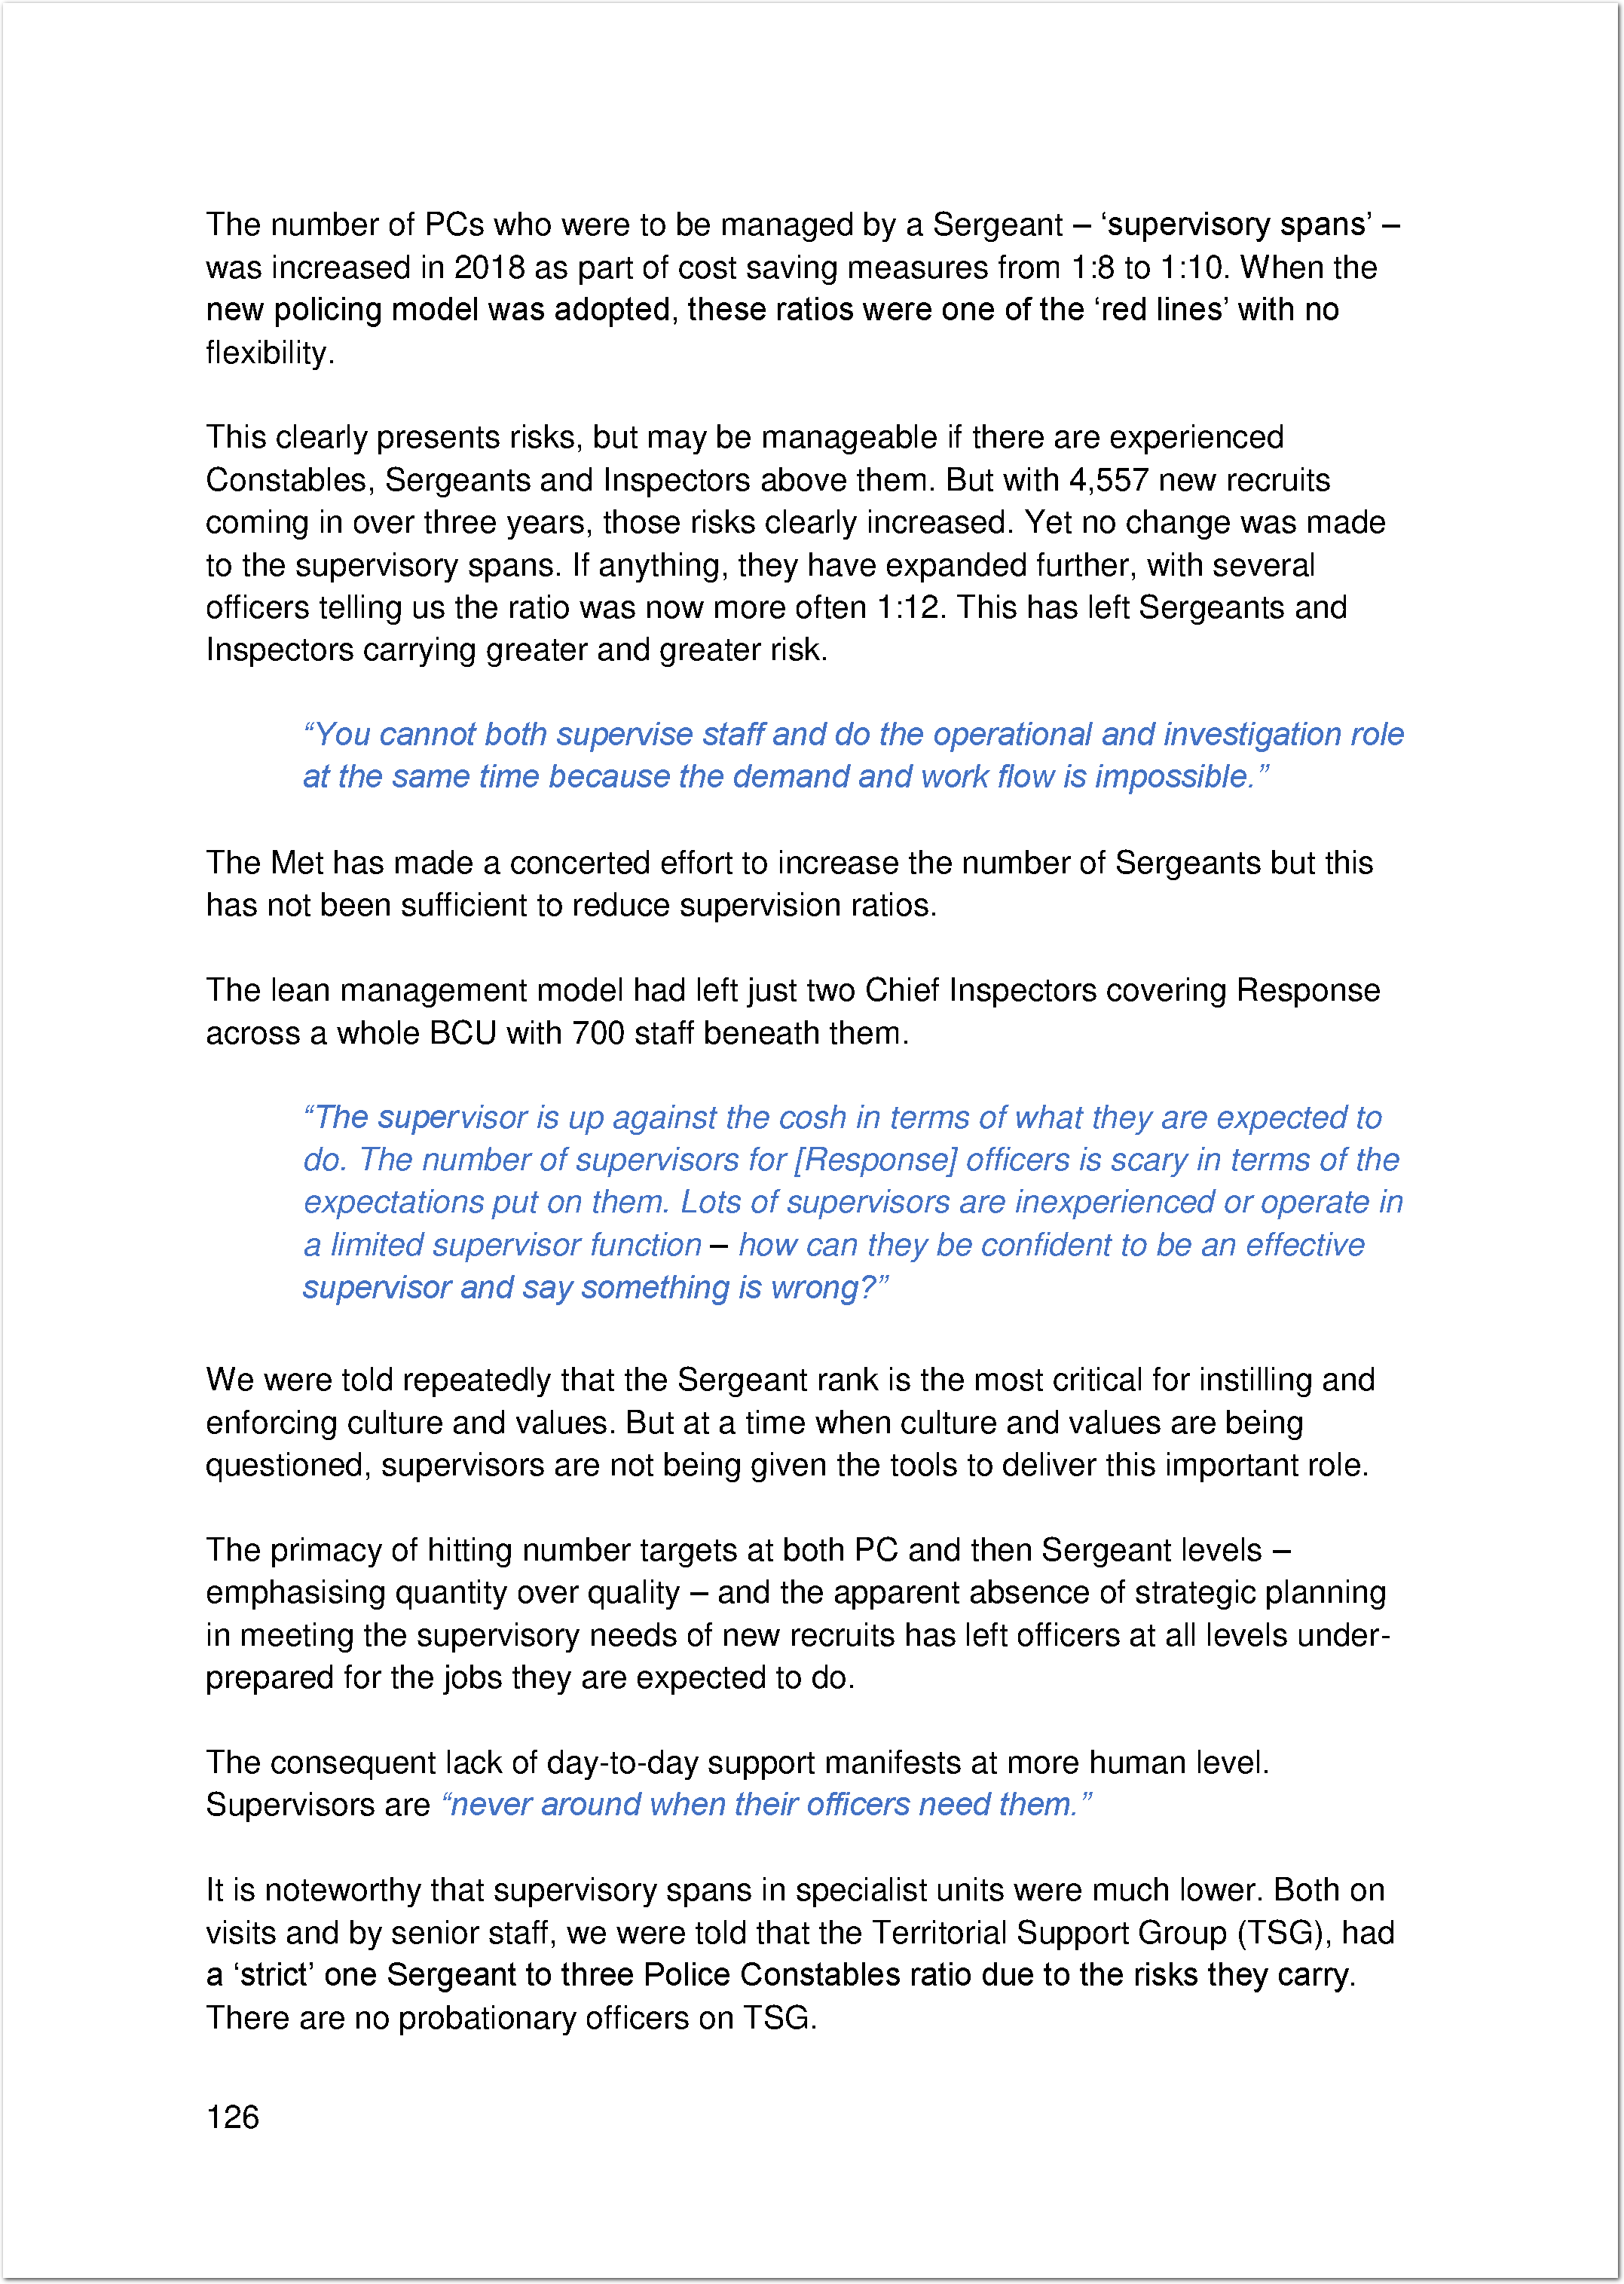 The number of PCs who were to be managed by a Sergeant – ‘supervisory spans’ –
was increased in 2018 as part of cost saving measures from 1:8 to 1:10. When the
new policing model was adopted, these ratios were one of the ‘red lines’ with no
flexibility.
This clearly presents risks, but may be manageable if there are experienced
Constables, Sergeants and Inspectors above them. But with 4,557 new recruits
coming in over three years, those risks clearly increased. Yet no change was made
to the supervisory spans. If anything, they have expanded further, with several
officers telling us the ratio was now more often 1:12. This has left Sergeants and
Inspectors carrying greater and greater risk.
“You cannot both supervise staff and do the operational and investigation role
at the same time because the demand and work flow is impossible.”
The Met has made a concerted effort to increase the number of Sergeants but this
has not been sufficient to reduce supervision ratios.
The lean management model had left just two Chief Inspectors covering Response
across a whole BCU with 700 staff beneath them.
“The supervisor is up against the cosh in terms of what they are expected to
do. The number of supervisors for [Response] officers is scary in terms of the
expectations put on them. Lots of supervisors are inexperienced or operate in
a limited supervisor function – how can they be confident to be an effective
supervisor and say something is wrong?”
We were told repeatedly that the Sergeant rank is the most critical for instilling and
enforcing culture and values. But at a time when culture and values are being
questioned, supervisors are not being given the tools to deliver this important role.
The primacy of hitting number targets at both PC and then Sergeant levels –
emphasising quantity over quality – and the apparent absence of strategic planning
in meeting the supervisory needs of new recruits has left officers at all levels under-
prepared for the jobs they are expected to do.
The consequent lack of day-to-day support manifests at more human level.
Supervisors are “never around when their officers need them.”
It is noteworthy that supervisory spans in specialist units were much lower. Both on
visits and by senior staff, we were told that the Territorial Support Group (TSG), had
a ‘strict’ one Sergeant to three Police Constables ratio due to the risks they carry.
There are no probationary officers on TSG.
126